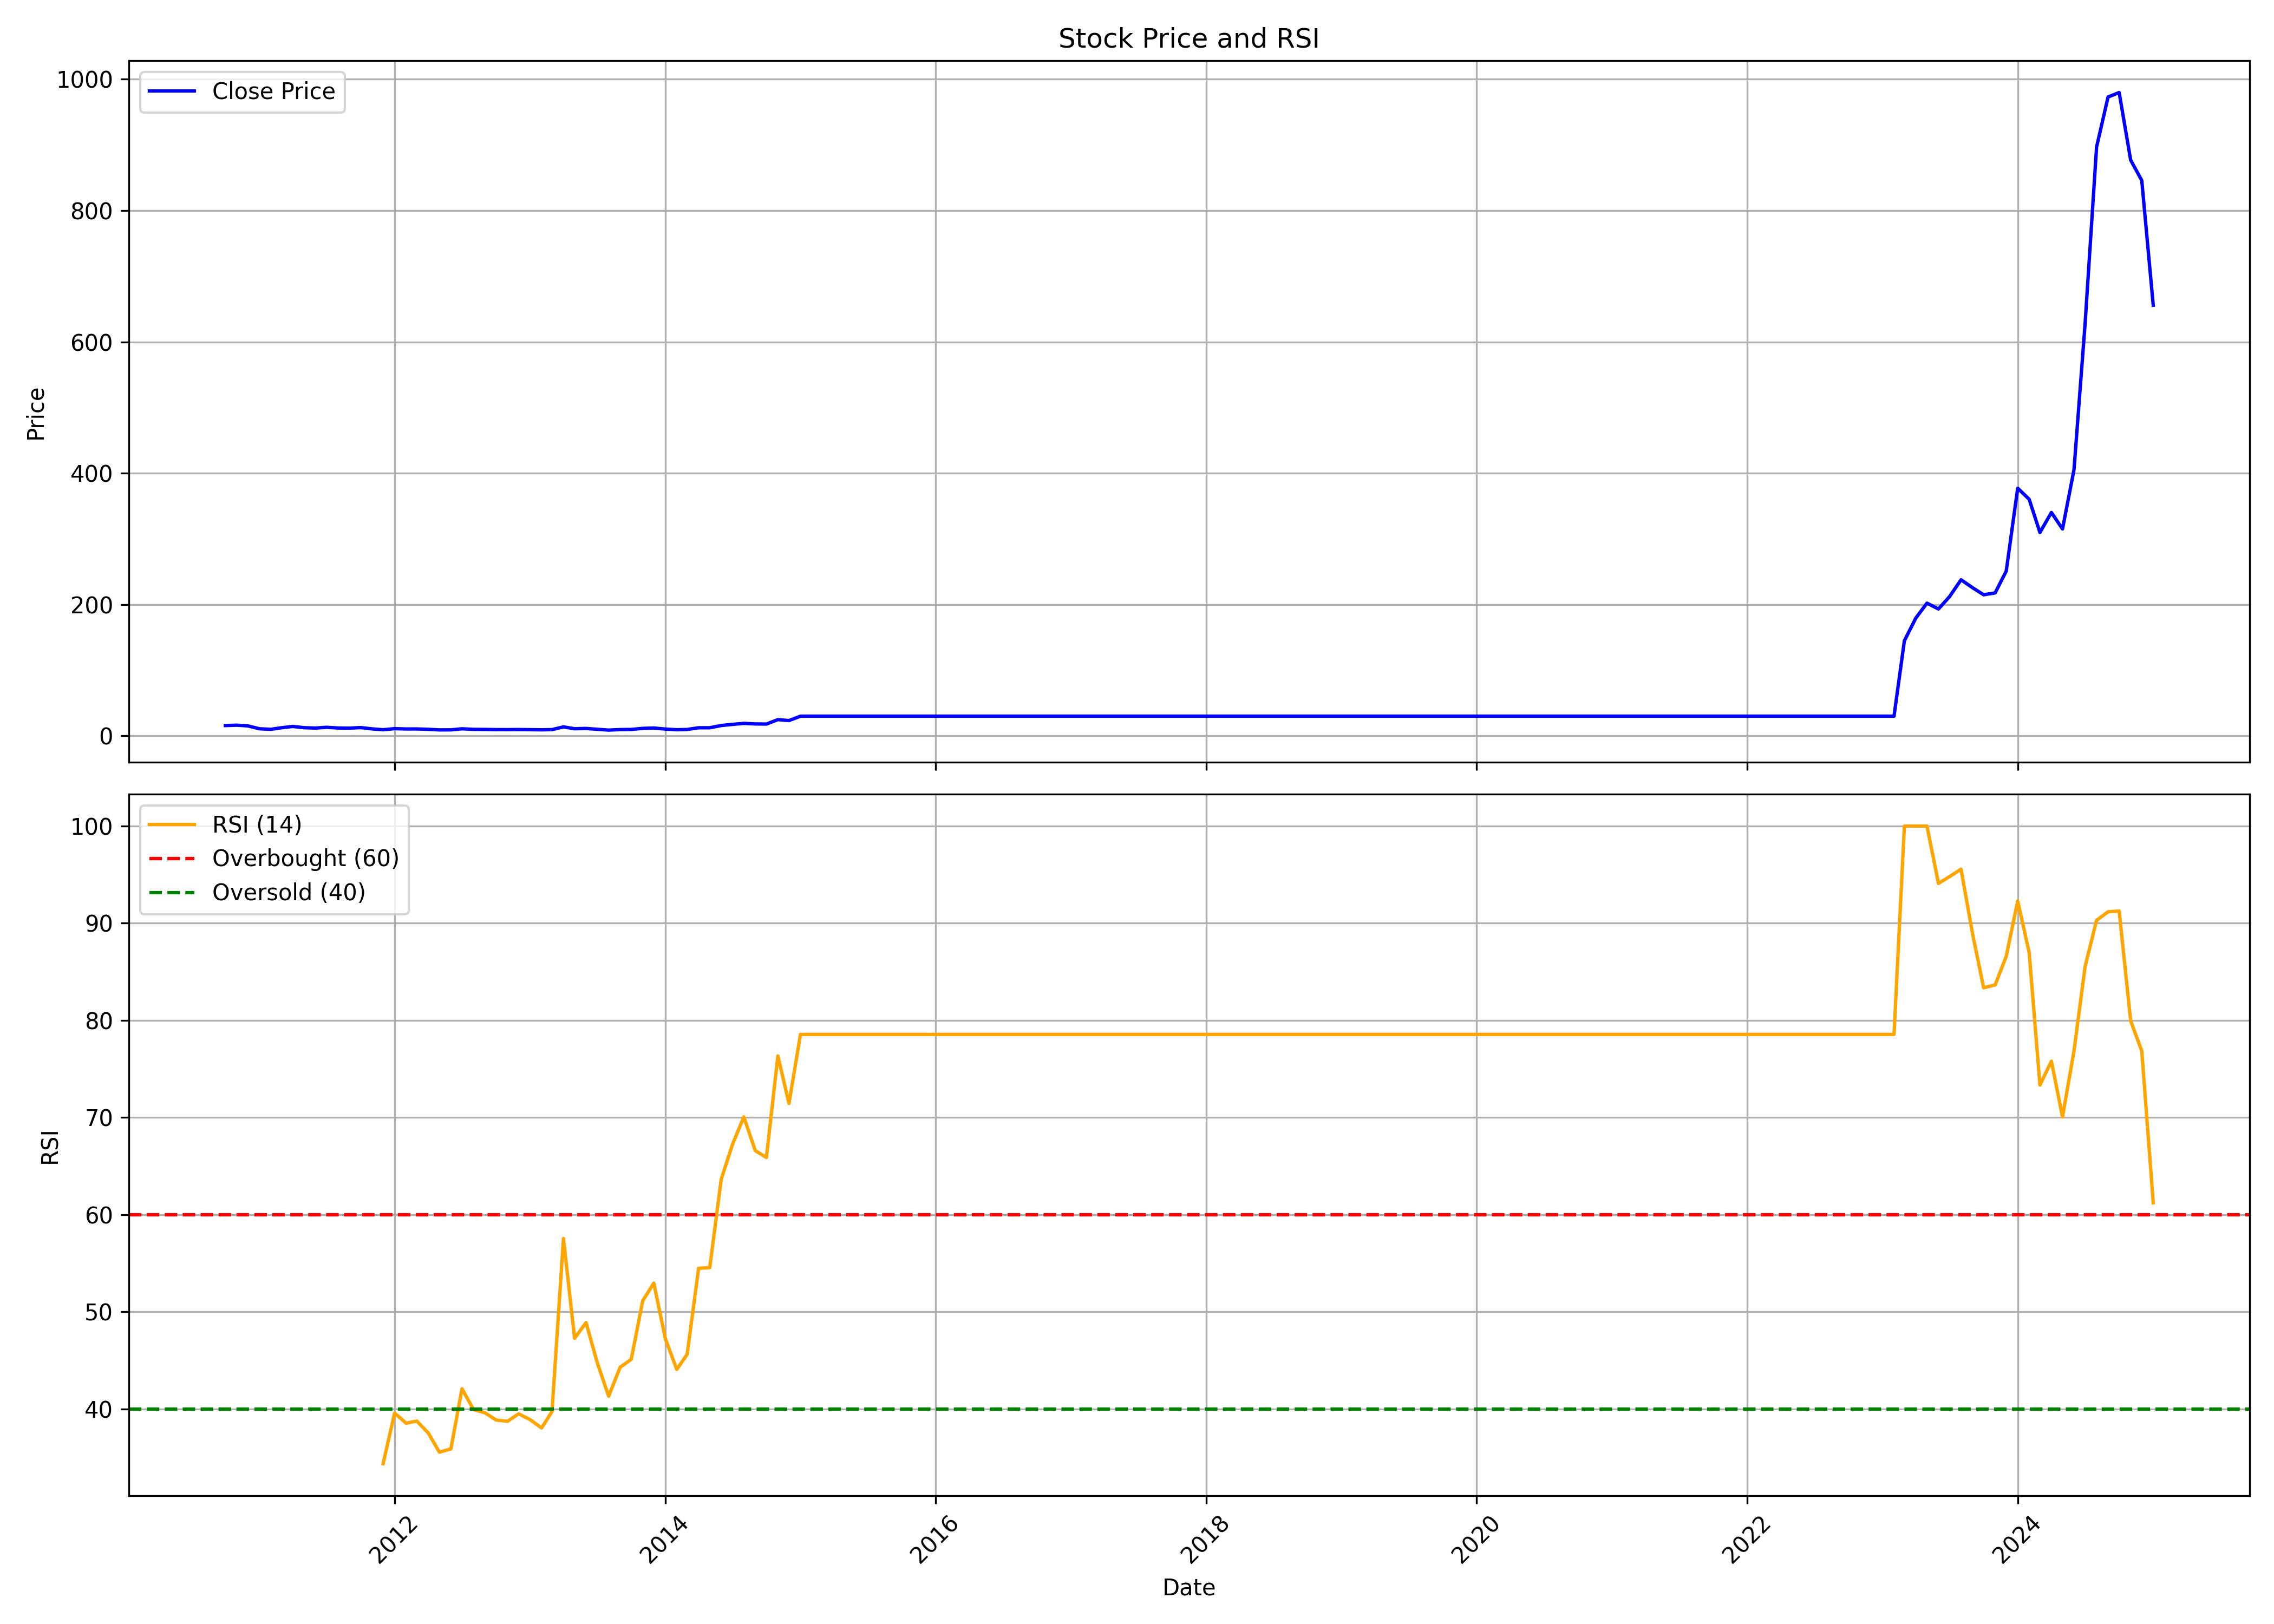 Stock Price and RSI
Close Price
1000
800
600
400
200
0
Price
RSI (14)
Overbought (60)
Oversold (40)
100
90
80
70
60
50
40
RSI
2012
2014
2016
2018
2020
2022
2024
Date